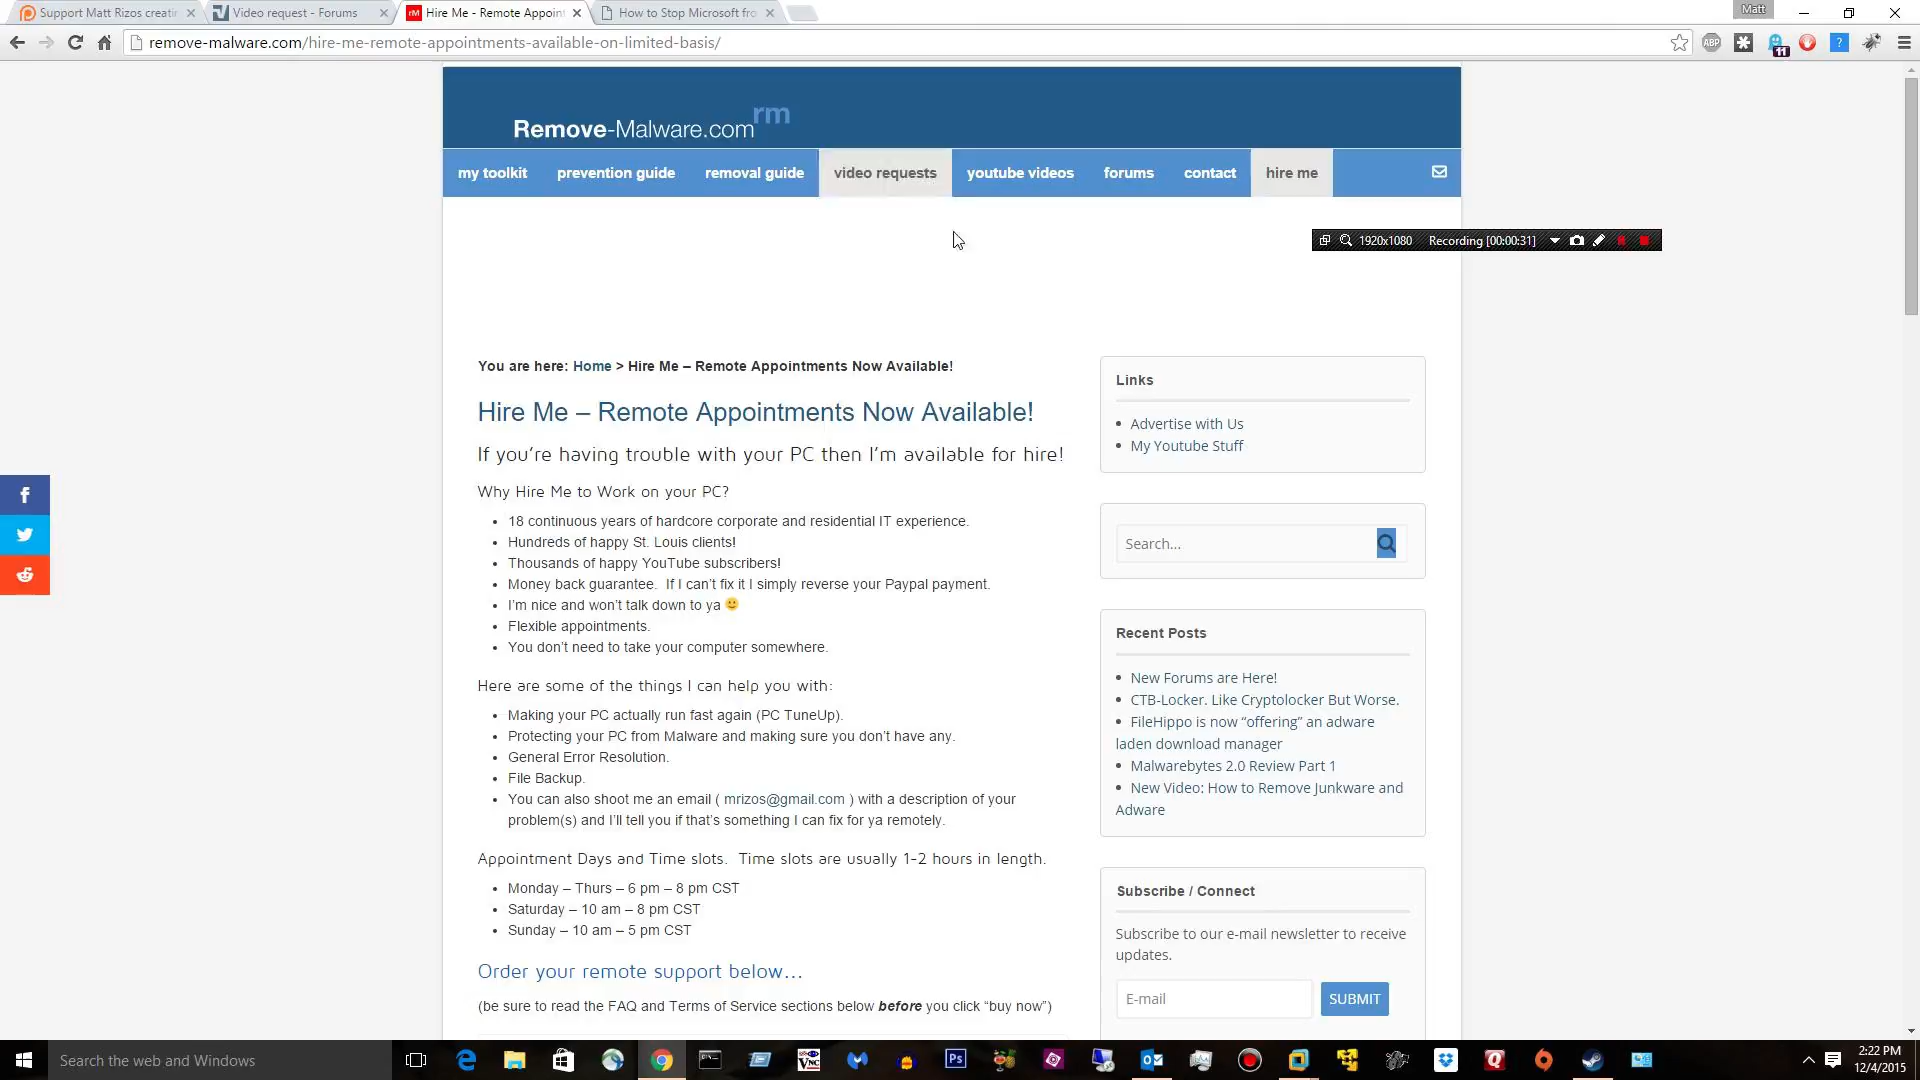 Support Matt Rizos creatin
Video request - Forums
Hire Me - Remote Appoint
How to Stop Microsoft fro
Matt
remove-malware.com/hire-me-remote-appointments-available-on-limited-basis/
ABP
11
Remove-Malware.com rm
my toolkit
prevention guide
removal guide
video requests
youtube videos
forums
contact
hire me
1920x1080 Recording [00:00:31]
You are here: Home > Hire Me – Remote Appointments Now Available!
Hire Me – Remote Appointments Now Available!
If you're having trouble with your PC then I'm available for hire!
Why Hire Me to Work on your PC?
• 18 continuous years of hardcore corporate and residential IT experience.
• Hundreds of happy St. Louis clients!
• Thousands of happy YouTube subscribers!
• Money back guarantee. If I can't fix it I simply reverse your Paypal payment.
• I'm nice and won't talk down to ya 🙂
• Flexible appointments.
• You don't need to take your computer somewhere.
Here are some of the things I can help you with:
• Making your PC actually run fast again (PC TuneUp).
• Protecting your PC from Malware and making sure you don't have any.
• General Error Resolution.
• File Backup.
• You can also shoot me an email ( mrizos@gmail.com ) with a description of your
problem(s) and I'll tell you if that's something I can fix for ya remotely.
Appointment Days and Time slots. Time slots are usually 1-2 hours in length.
• Monday – Thurs – 6 pm – 8 pm CST
• Saturday – 10 am – 8 pm CST
• Sunday – 10 am – 5 pm CST
Order your remote support below...
(be sure to read the FAQ and Terms of Service sections below before you click “buy now”)
Links
• Advertise with Us
• My Youtube Stuff
Search...
Recent Posts
• New Forums are Here!
• CTB-Locker. Like Cryptolocker But Worse.
• FileHippo is now “offering” an adware
laden download manager
• Malwarebytes 2.0 Review Part 1
• New Video: How to Remove Junkware and
Adware
Subscribe / Connect
Subscribe to our e-mail newsletter to receive
updates.
E-mail
SUBMIT
Search the web and Windows
Ps
2:22 PM
12/4/2015